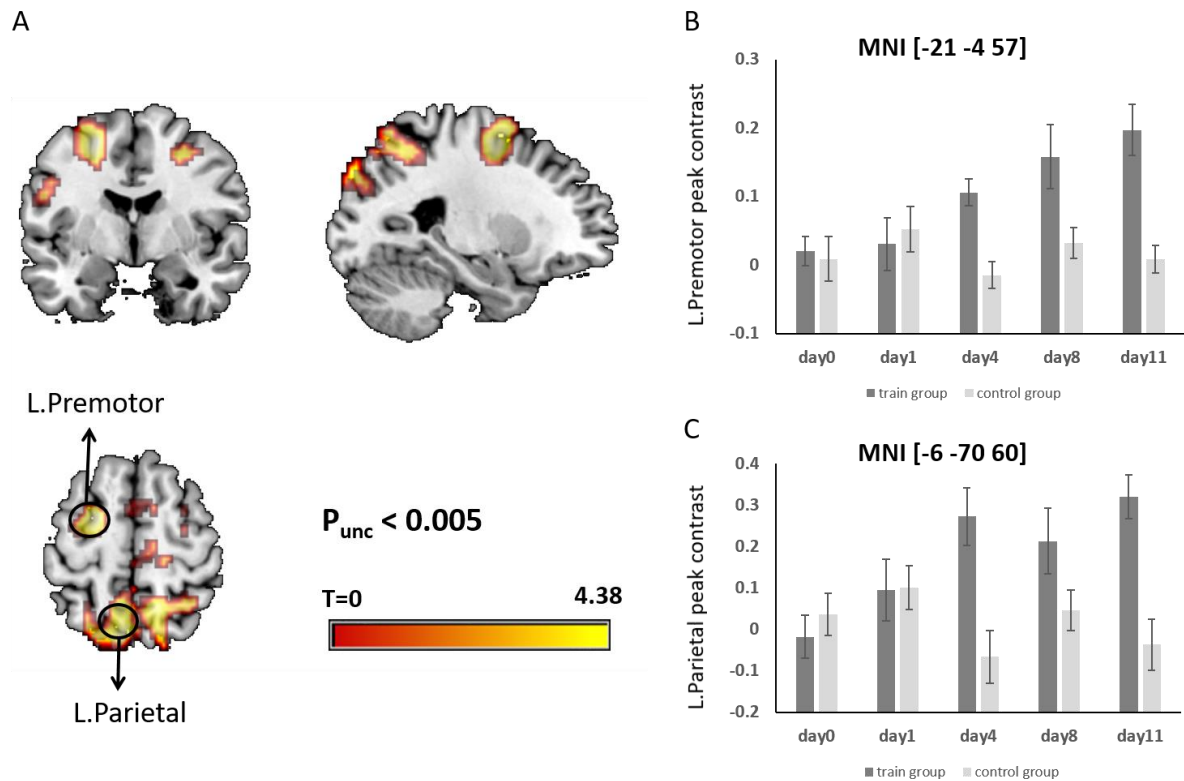 A
L.Premotor
P_unc < 0.005
T=0 4.38
L.Parietal
B
MNI [-21 -4 57]
L.Premotor peak contrast
0.3
0.2
0.1
0
-0.1
day0 day1 day4 day8 day11
train group control group
C
MNI [-6 -70 60]
L.Parietal peak contrast
0.4
0.3
0.2
0.1
0
-0.1
-0.2
day0 day1 day4 day8 day11
train group control group